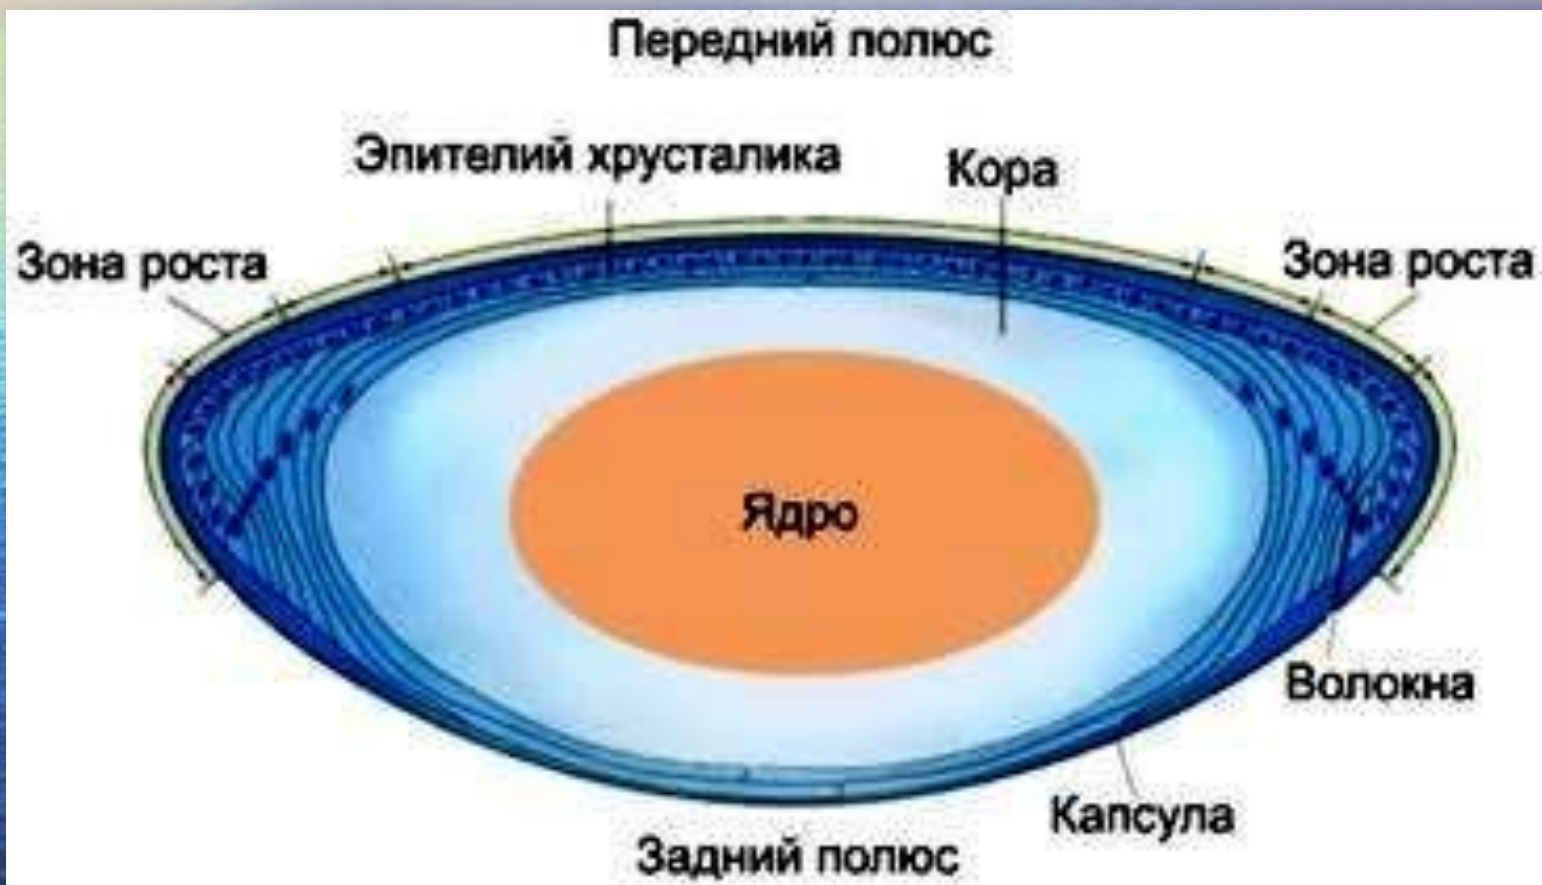 Передний полюс
Эпителий хрусталика
Кора
Зона роста
Зона роста
Ядро
Волокна
Капсула
Задний полюс